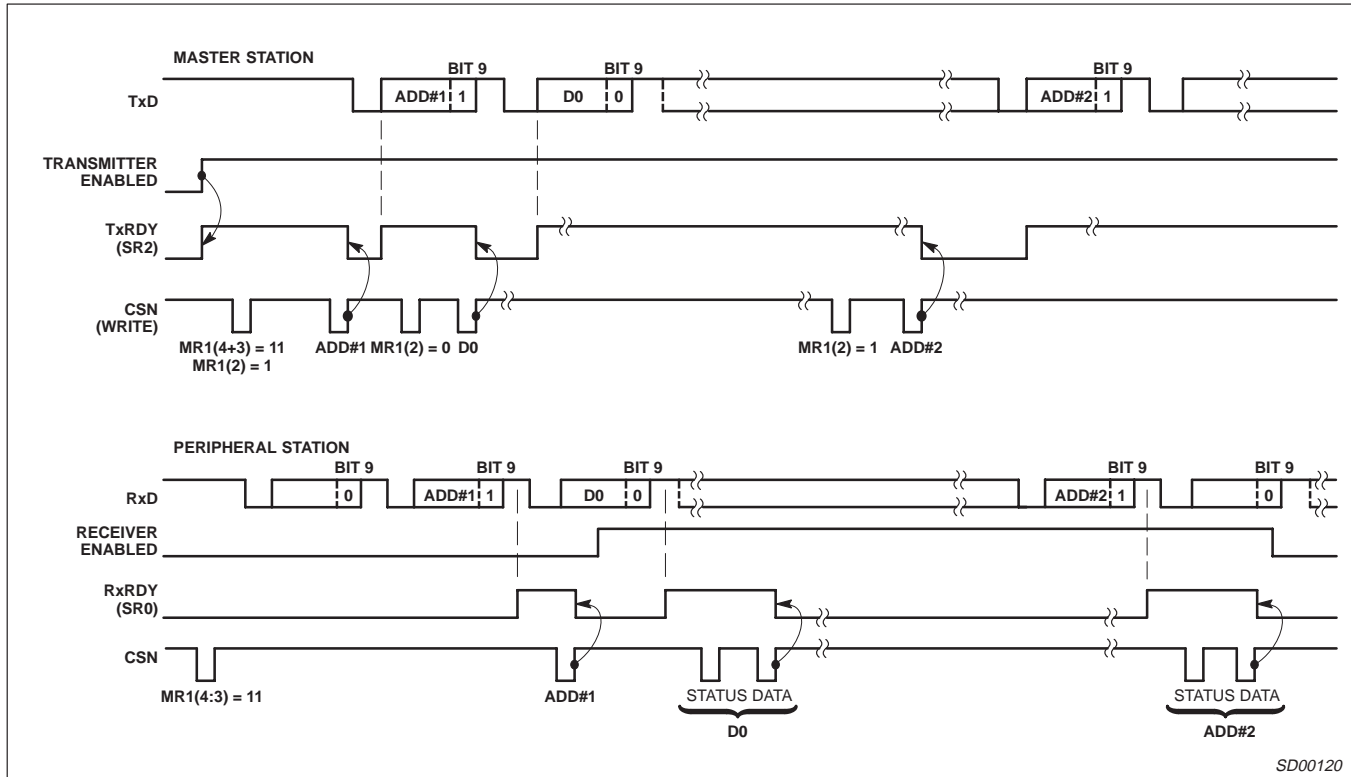 MASTER STATION
BIT 9 BIT 9 BIT 9
TxD ADD#1 1 D0 0 ADD#2 1
TRANSMITTER
ENABLED
TxRDY
(SR2)
CSN
(WRITE)
MR1(4+3) = 11 ADD#1 MR1(2) = 0 D0 MR1(2) = 1 ADD#2
MR1(2) = 1
PERIPHERAL STATION
BIT 9 BIT 9 BIT 9 BIT 9 BIT 9
RxD 0 ADD#1 1 D0 0 ADD#2 1 0
RECEIVER
ENABLED
RxRDY
(SR0)
CSN
MR1(4:3) = 11 ADD#1 STATUS DATA STATUS DATA
D0 ADD#2
SD00120